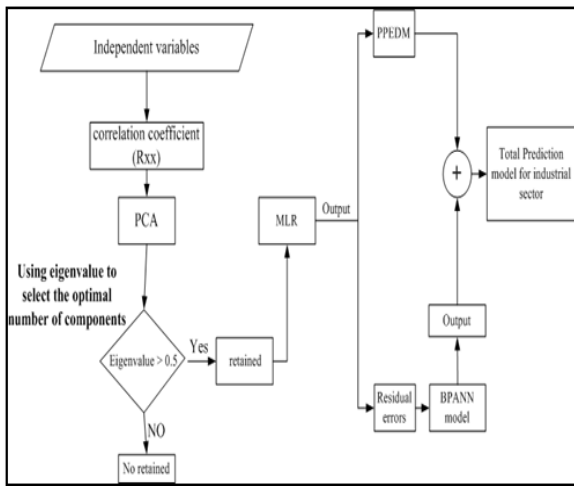 Independent variables
correlation coefficient
(Rxx)
PCA
Using eigenvalue to
select the optimal
number of components
Eigenvalue > 0.5
Yes
retained
NO
No retained
MLR
Output
PPEDM
+
Total Prediction
model for industrial
sector
Output
Residual
errors
BPANN
model